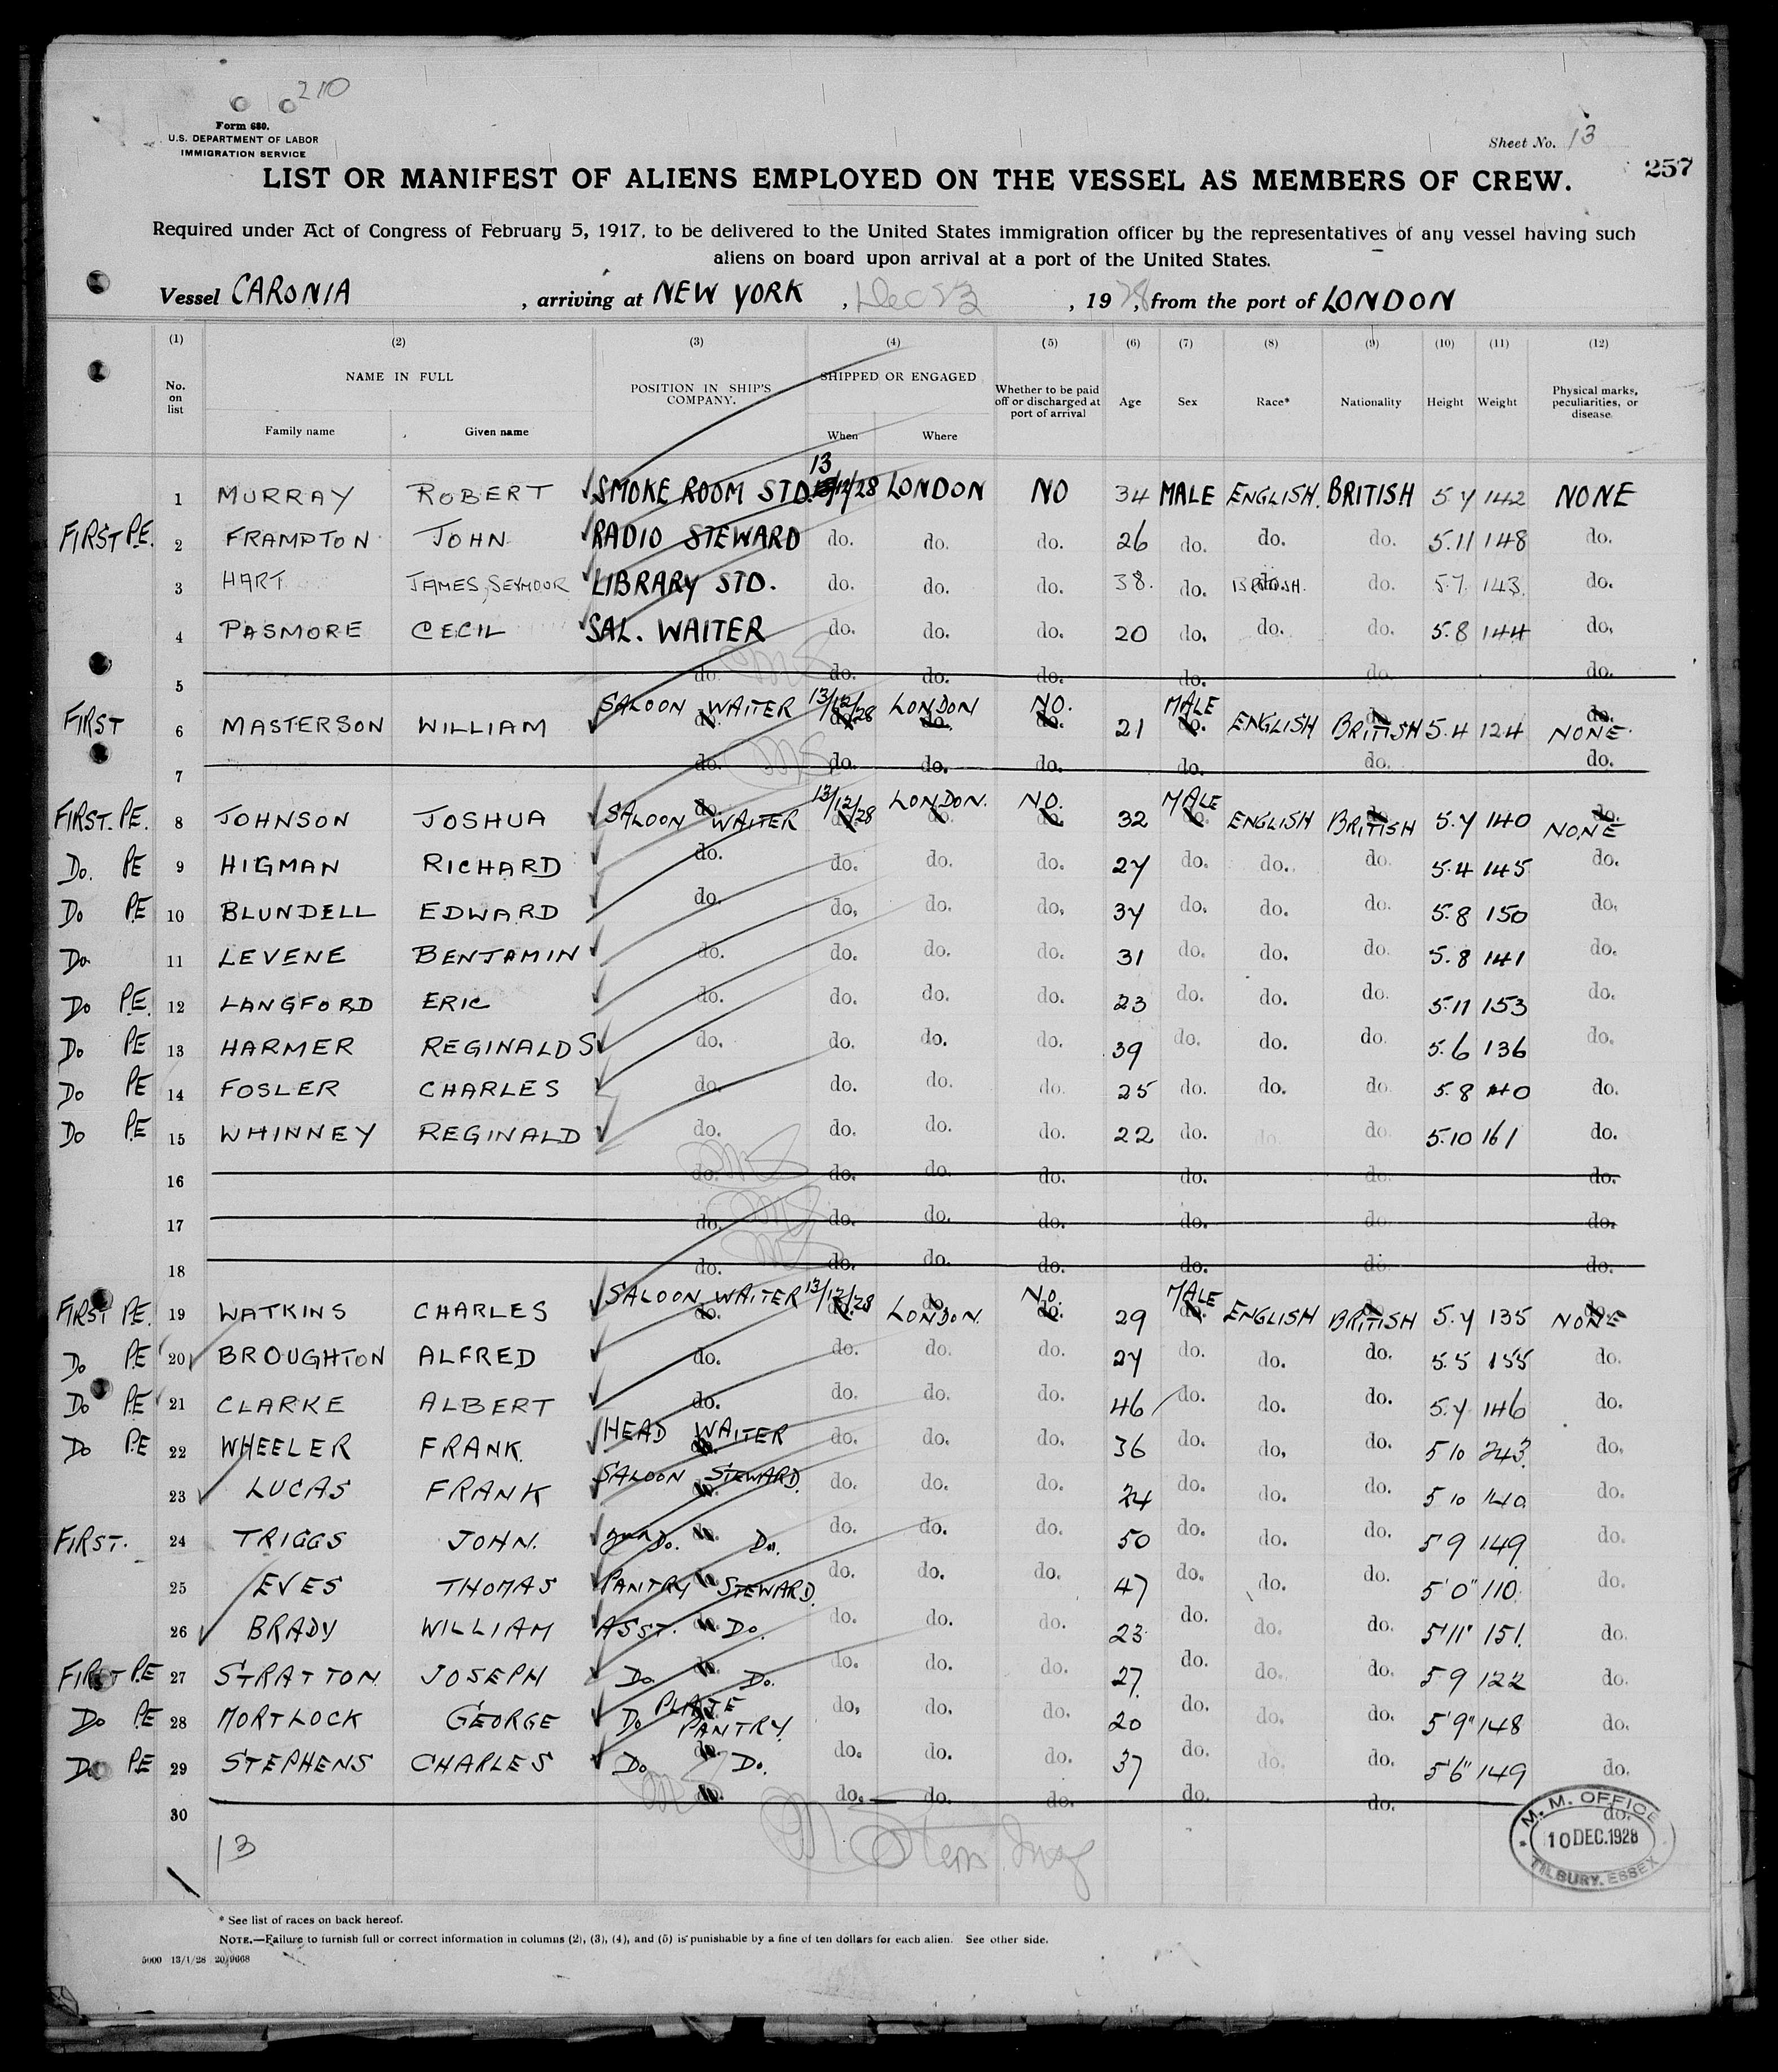 210
Form 680.
U.S. DEPARTMENT OF LABOR
IMMIGRATION SERVICE
Sheet No. 13
257
LIST OR MANIFEST OF ALIENS EMPLOYED ON THE VESSEL AS MEMBERS OF CREW.
Required under Act of Congress of February 5, 1917, to be delivered to the United States immigration officer by the representatives of any vessel having such
aliens on board upon arrival at a port of the United States.
Vessel CARONIA, arriving at NEW YORK, Dec 23, 1928, from the port of LONDON
(1) (2) (3) (4) (5) (6) (7) (8) (9) (10) (11) (12)
No. on list NAME IN FULL POSITION IN SHIP'S COMPANY. SHIPPED OR ENGAGED Whether to be paid off or discharged at port of arrival Age Sex Race* Nationality Height Weight Physical marks, peculiarities, or disease.
Family name Given name When Where
1 MURRAY ROBERT SMOKE ROOM STD. 13/12/28 LONDON NO 34 MALE ENGLISH. BRITISH 5 7 142 NONE
FIRST P.E. 2 FRAMPTON JOHN RADIO STEWARD do. do. do. 26 do. do. do. 5.11 148 do.
3 HART JAMES, SEYMOUR LIBRARY STD. do. do. do. 38. do. do. do. 5.7. 143. do.
4 PASMORE CECIL SAL. WAITER do. do. do. 20 do. do. do. 5.8 144 do.
5 do. do. do. do. do. do. do.
FIRST 6 MASTERSON WILLIAM SALOON WAITER 13/12/28 LONDON NO. 21 MALE ENGLISH BRITISH 5.4 124 NONE
7 do. do. do. do. do. do. do.
FIRST. P.E. 8 JOHNSON JOSHUA SALOON WAITER 13/12/28 LONDON. NO. 32 MALE ENGLISH BRITISH 5.7 140 NONE
Do. PE 9 HIGMAN RICHARD do. do. do. do. 27 do. do. do. 5.4 145 do.
Do P.E 10 BLUNDELL EDWARD do. do. do. do. 37 do. do. do. 5.8 150 do.
Do 11 LEVENE BENJAMIN do. do. do. do. 31 do. do. do. 5.8 141 do.
Do P.E. 12 LANGFORD ERIC do. do. do. do. 23 do. do. do. 5.11 153 do.
Do PE 13 HARMER REGINALD S do. do. do. do. 39 do. do. do. 5.6 136 do.
Do PE 14 FOSLER CHARLES do. do. do. do. 25 do. do. do. 5.8 140 do.
Do P.E 15 WHINNEY REGINALD do. do. do. do. 22 do. do. do. 5.10 161 do.
16 do. do. do. do. do. do. do.
17 do. do. do. do. do. do. do.
18 do. do. do. do. do. do. do.
FIRST P.E. 19 WATKINS CHARLES SALOON WAITER 13/12/28 LONDON. NO. 29 MALE ENGLISH BRITISH 5.7 135 NONE
Do P.E 20 BROUGHTON ALFRED do. do. do. do. 27 do. do. do. 5.5 155 do.
Do P.E 21 CLARKE ALBERT do. do. do. do. 46 do. do. do. 5.7 146 do.
Do P.E 22 WHEELER FRANK. HEAD WAITER do. do. do. 36 do. do. do. 5 10 243. do.
23 LUCAS FRANK SALOON STEWARD. do. do. do. 24 do. do. do. 5 10 140 do.
FIRST. 24 TRIGGS JOHN. Do. Do. do. do. do. 50 do. do. do. 5'9 149 do.
25 EVES THOMAS PANTRY STEWARD. do. do. do. 47 do. do. do. 5'0" 110. do.
26 BRADY WILLIAM ASST. Do. do. do. do. 23 do. do. do. 5'11" 151. do.
FIRST P.E 27 STRATTON. JOSEPH Do. Do. do. do. do. 27. do. do. do. 5 9 122 do.
Do P.E 28 MORTLOCK GEORGE Do PLATE PANTRY. do. do. do. 20 do. do. do. 5'9" 148 do.
Do P.E 29 STEPHENS CHARLES Do. Do. do. do. do. 37 do. do. do. 5'6" 149 do.
30 do. do. do. do. do. do.
13
M. M. OFFICE
10 DEC. 1928
TILBURY. ESSEX
* See list of races on back hereof.
NOTE.—Failure to furnish full or correct information in columns (2), (3), (4), and (5) is punishable by a fine of ten dollars for each alien. See other side.
5000 13/1/28 20/9668